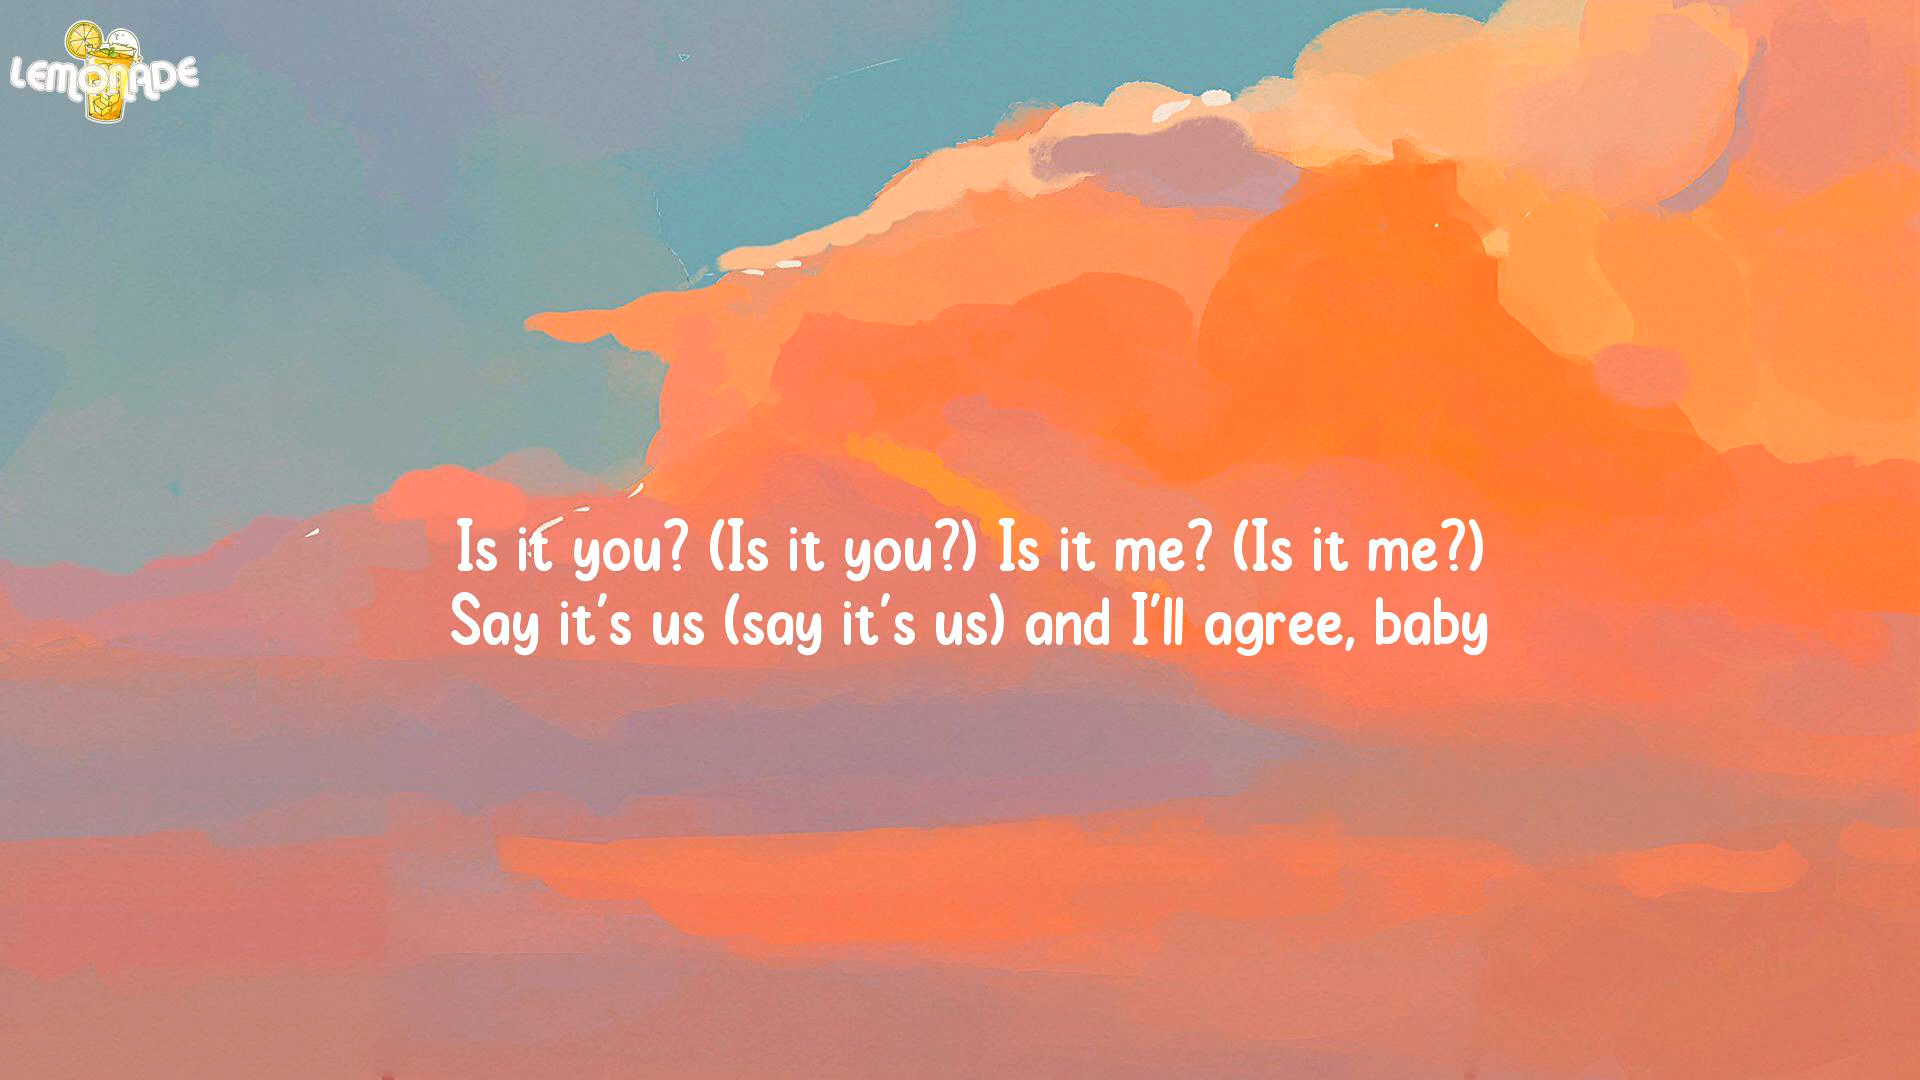 LEMONADE
Is it you? (Is it you?) Is it me? (Is it me?)
Say it's us (say it's us) and I'll agree, baby